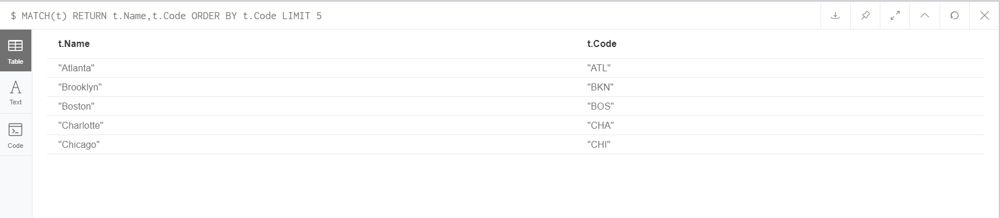 $ MATCH(t) RETURN t.Name,t.Code ORDER BY t.Code LIMIT 5
Table
Text
Code
t.Name t.Code
"Atlanta" "ATL"
"Brooklyn" "BKN"
"Boston" "BOS"
"Charlotte" "CHA"
"Chicago" "CHI"